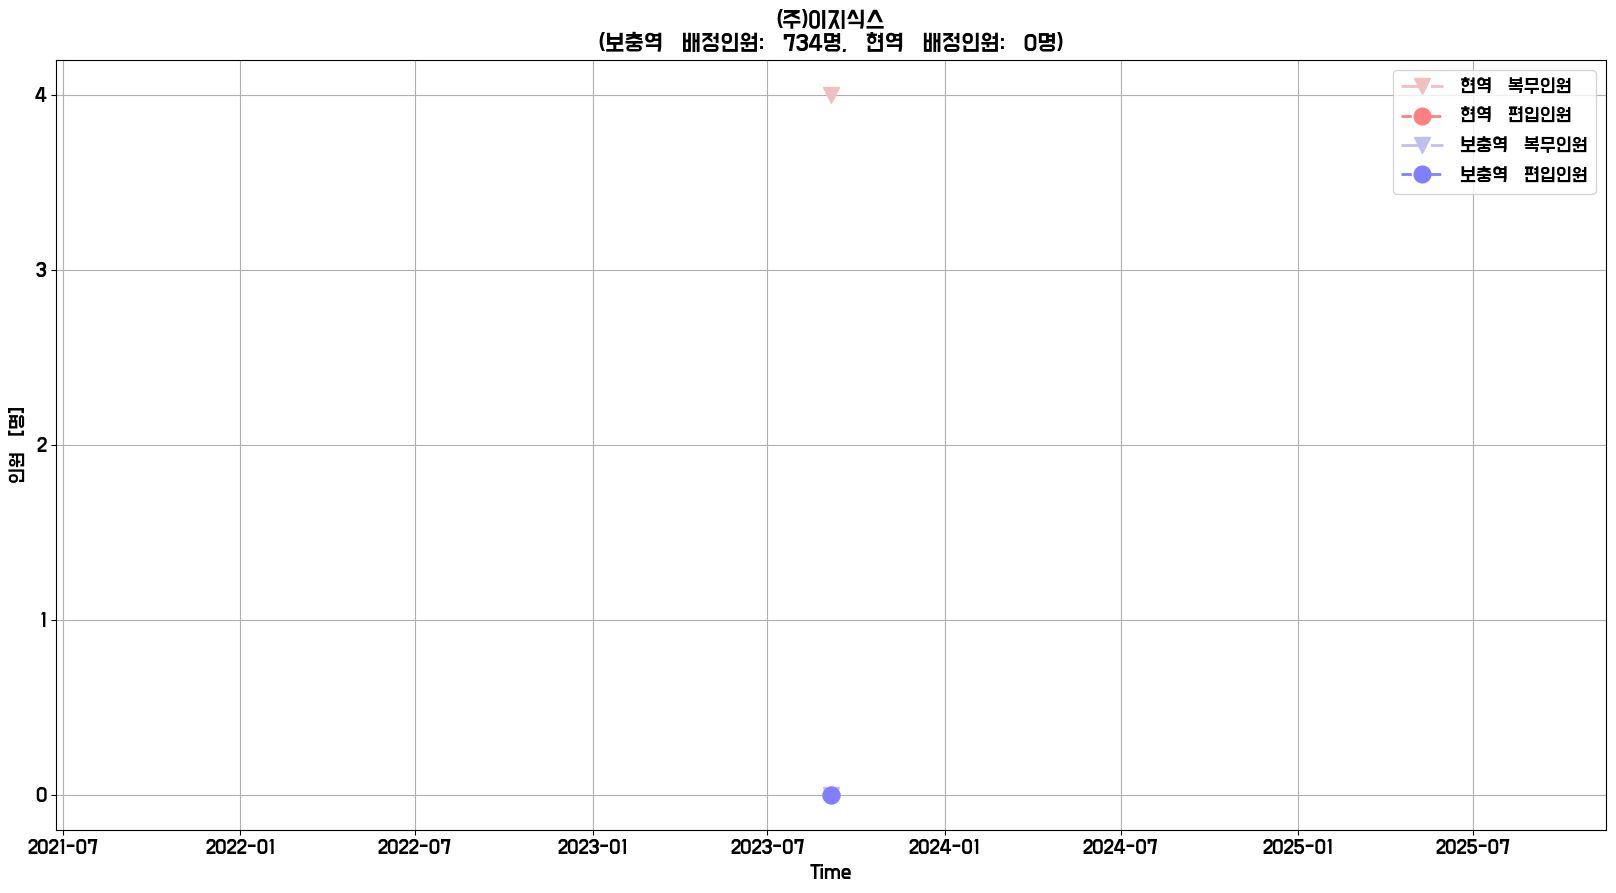 (주)이지식스
(보충역 배정인원: 734명, 현역 배정인원: 0명)
현역 복무인원
현역 편입인원
보충역 복무인원
보충역 편입인원
4
3
2
1
0
인원 [명]
2021-07 2022-01 2022-07 2023-01 2023-07 2024-01 2024-07 2025-01 2025-07
Time